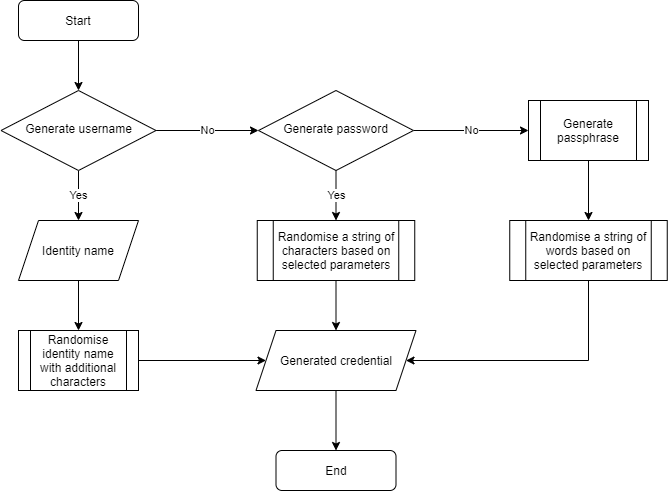 Start
Generate username
No
Generate password
No
Generate
passphrase
Yes
Yes
Identity name
Randomise a string of
characters based on
selected parameters
Randomise a string of
words based on
selected parameters
Randomise
identity name
with additional
characters
Generated credential
End